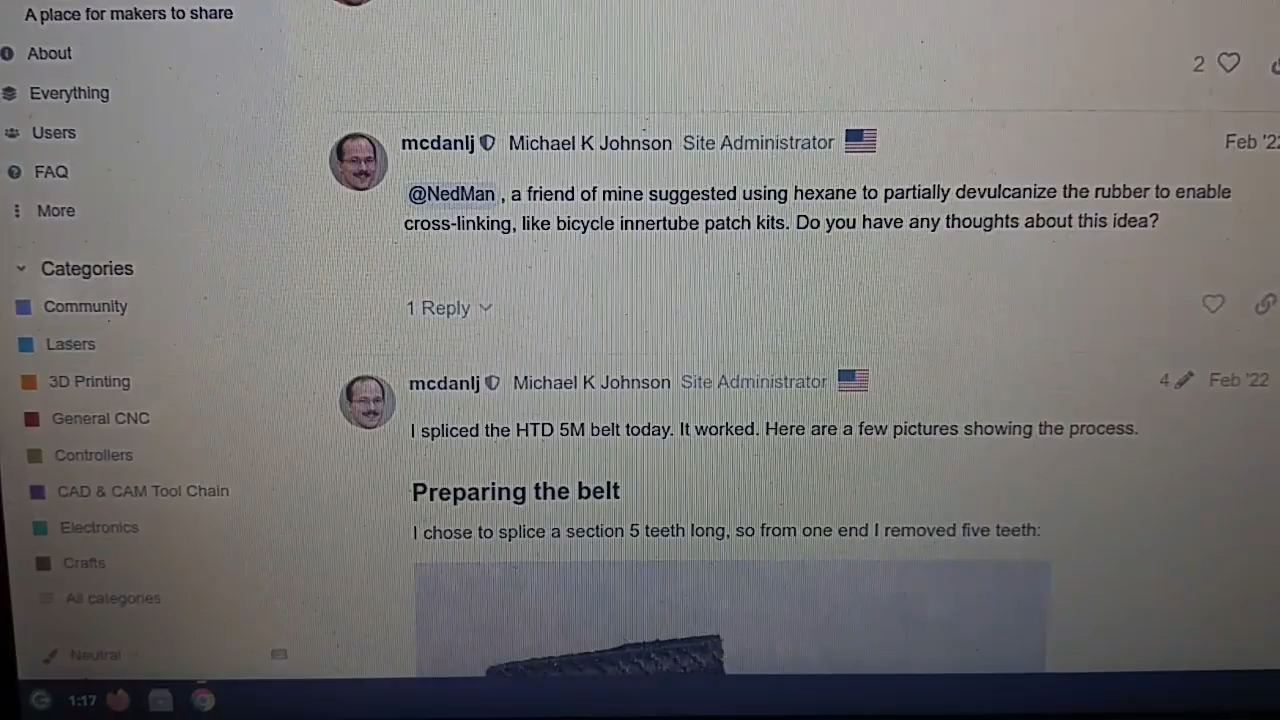 A place for makers to share
About
Everything
Users
FAQ
More
Categories
Community
Lasers
3D Printing
General CNC
Controllers
CAD & CAM Tool Chain
Electronics
Crafts
All categories
Neutral
1:17
2
mcdanlj Michael K Johnson Site Administrator
Feb '22
@NedMan , a friend of mine suggested using hexane to partially devulcanize the rubber to enable
cross-linking, like bicycle innertube patch kits. Do you have any thoughts about this idea?
1 Reply
mcdanlj Michael K Johnson Site Administrator
4 Feb '22
I spliced the HTD 5M belt today. It worked. Here are a few pictures showing the process.
Preparing the belt
I chose to splice a section 5 teeth long, so from one end I removed five teeth: